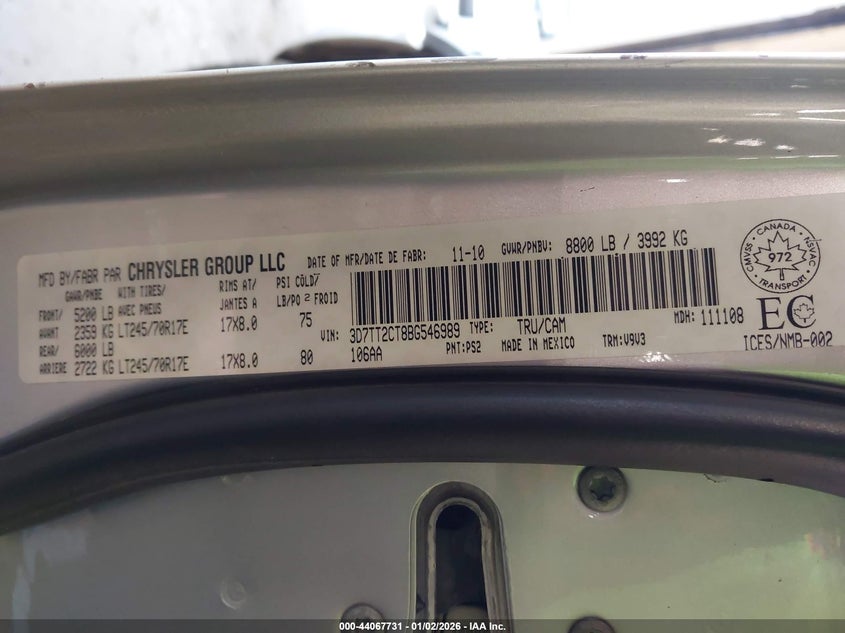 MFD BY/FABR PAR CHRYSLER GROUP LLC DATE OF MFR/DATE DE FABR: 11-10 GVWR/PNBV: 8800 LB / 3992 KG
GAWR/PNBE WITH TIRES/ RIMS AT/ PSI COLD/
AVEC PNEUS JANTES A LB/PO² FROID
FRONT/ 5200 LB
AVANT 2359 KG LT245/70R17E 17X8.0 75
REAR/ 6000 LB
ARRIERE 2722 KG LT245/70R17E 17X8.0 80
VIN: 3D7TT2CT8BG546989 TYPE: TRU/CAM MDH: 111108
106AA PNT: PS2 MADE IN MEXICO TRM: V9V3
CANADA
CMVSS 972 NSVAC
TRANSPORT
EC
ICES/NMB-002
000-44067731 - 01/02/2026 - IAA Inc.